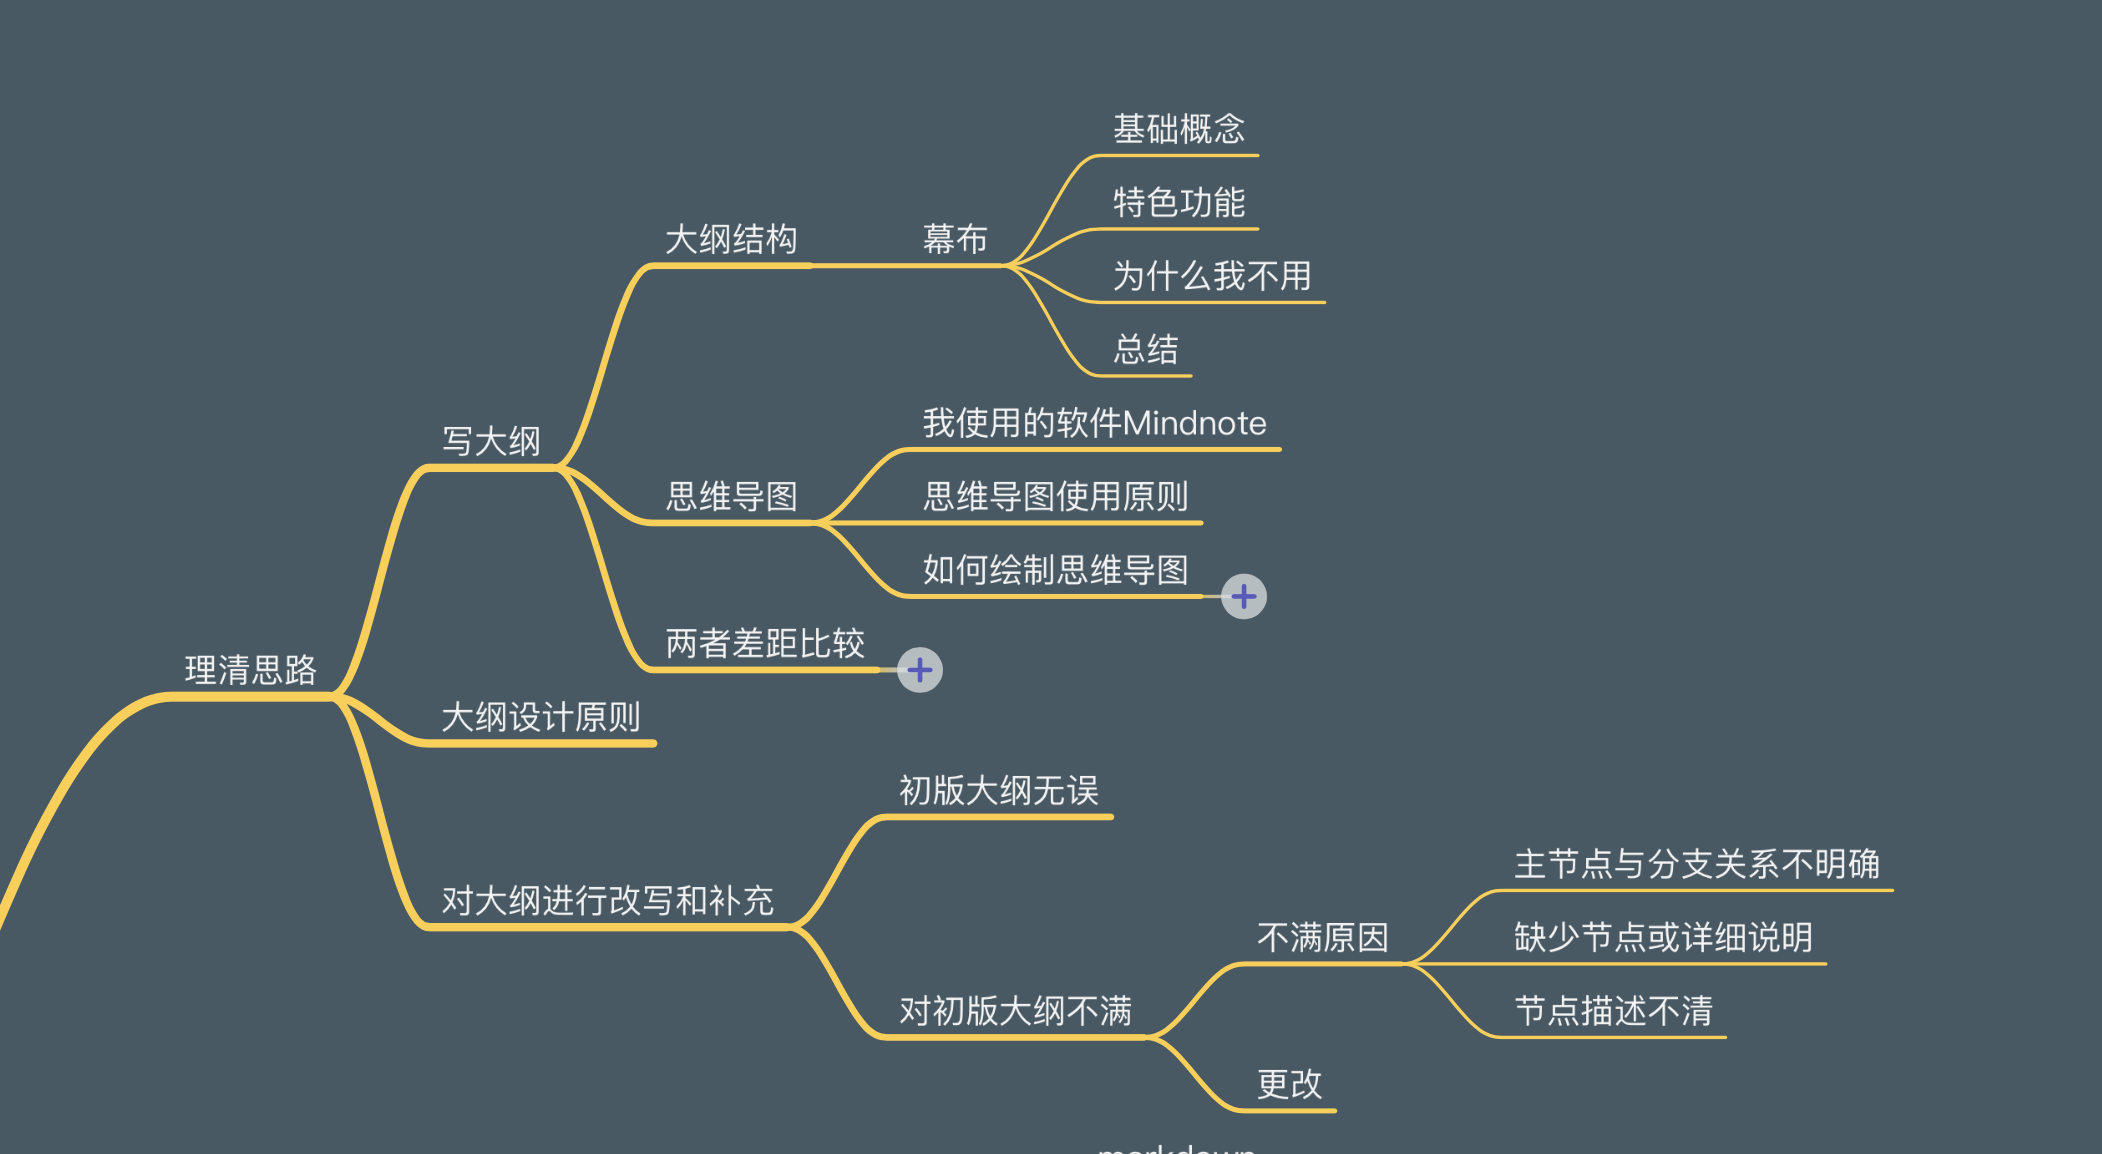 基础概念
特色功能
大纲结构
幕布
为什么我不用
总结
我使用的软件Mindnote
写大纲
思维导图
思维导图使用原则
如何绘制思维导图
两者差距比较
理清思路
大纲设计原则
初版大纲无误
主节点与分支关系不明确
对大纲进行改写和补充
不满原因
缺少节点或详细说明
对初版大纲不满
节点描述不清
更改
markdown